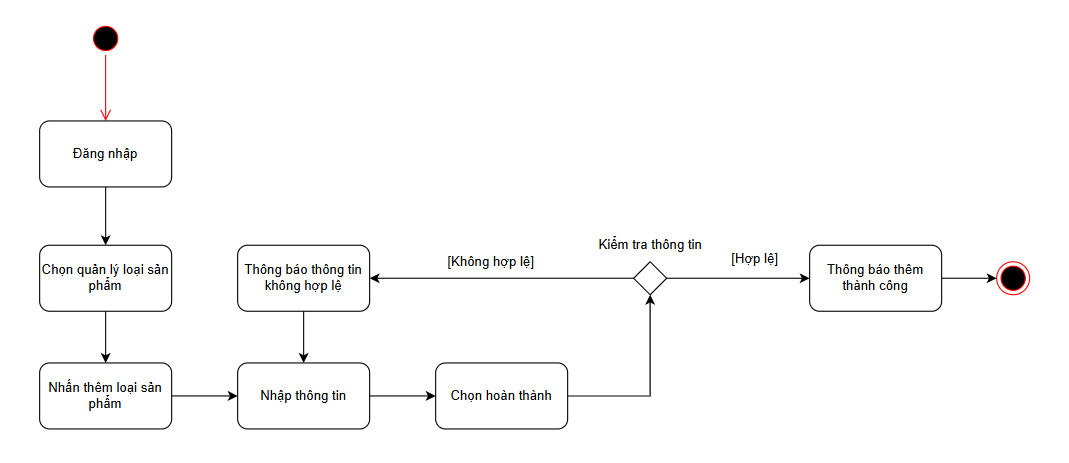 Đăng nhập
Chọn quản lý loại sản
phẩm
Nhấn thêm loại sản
phẩm
Thông báo thông tin
không hợp lệ
Nhập thông tin
Chọn hoàn thành
[Không hợp lệ]
Kiểm tra thông tin
[Hợp lệ]
Thông báo thêm
thành công